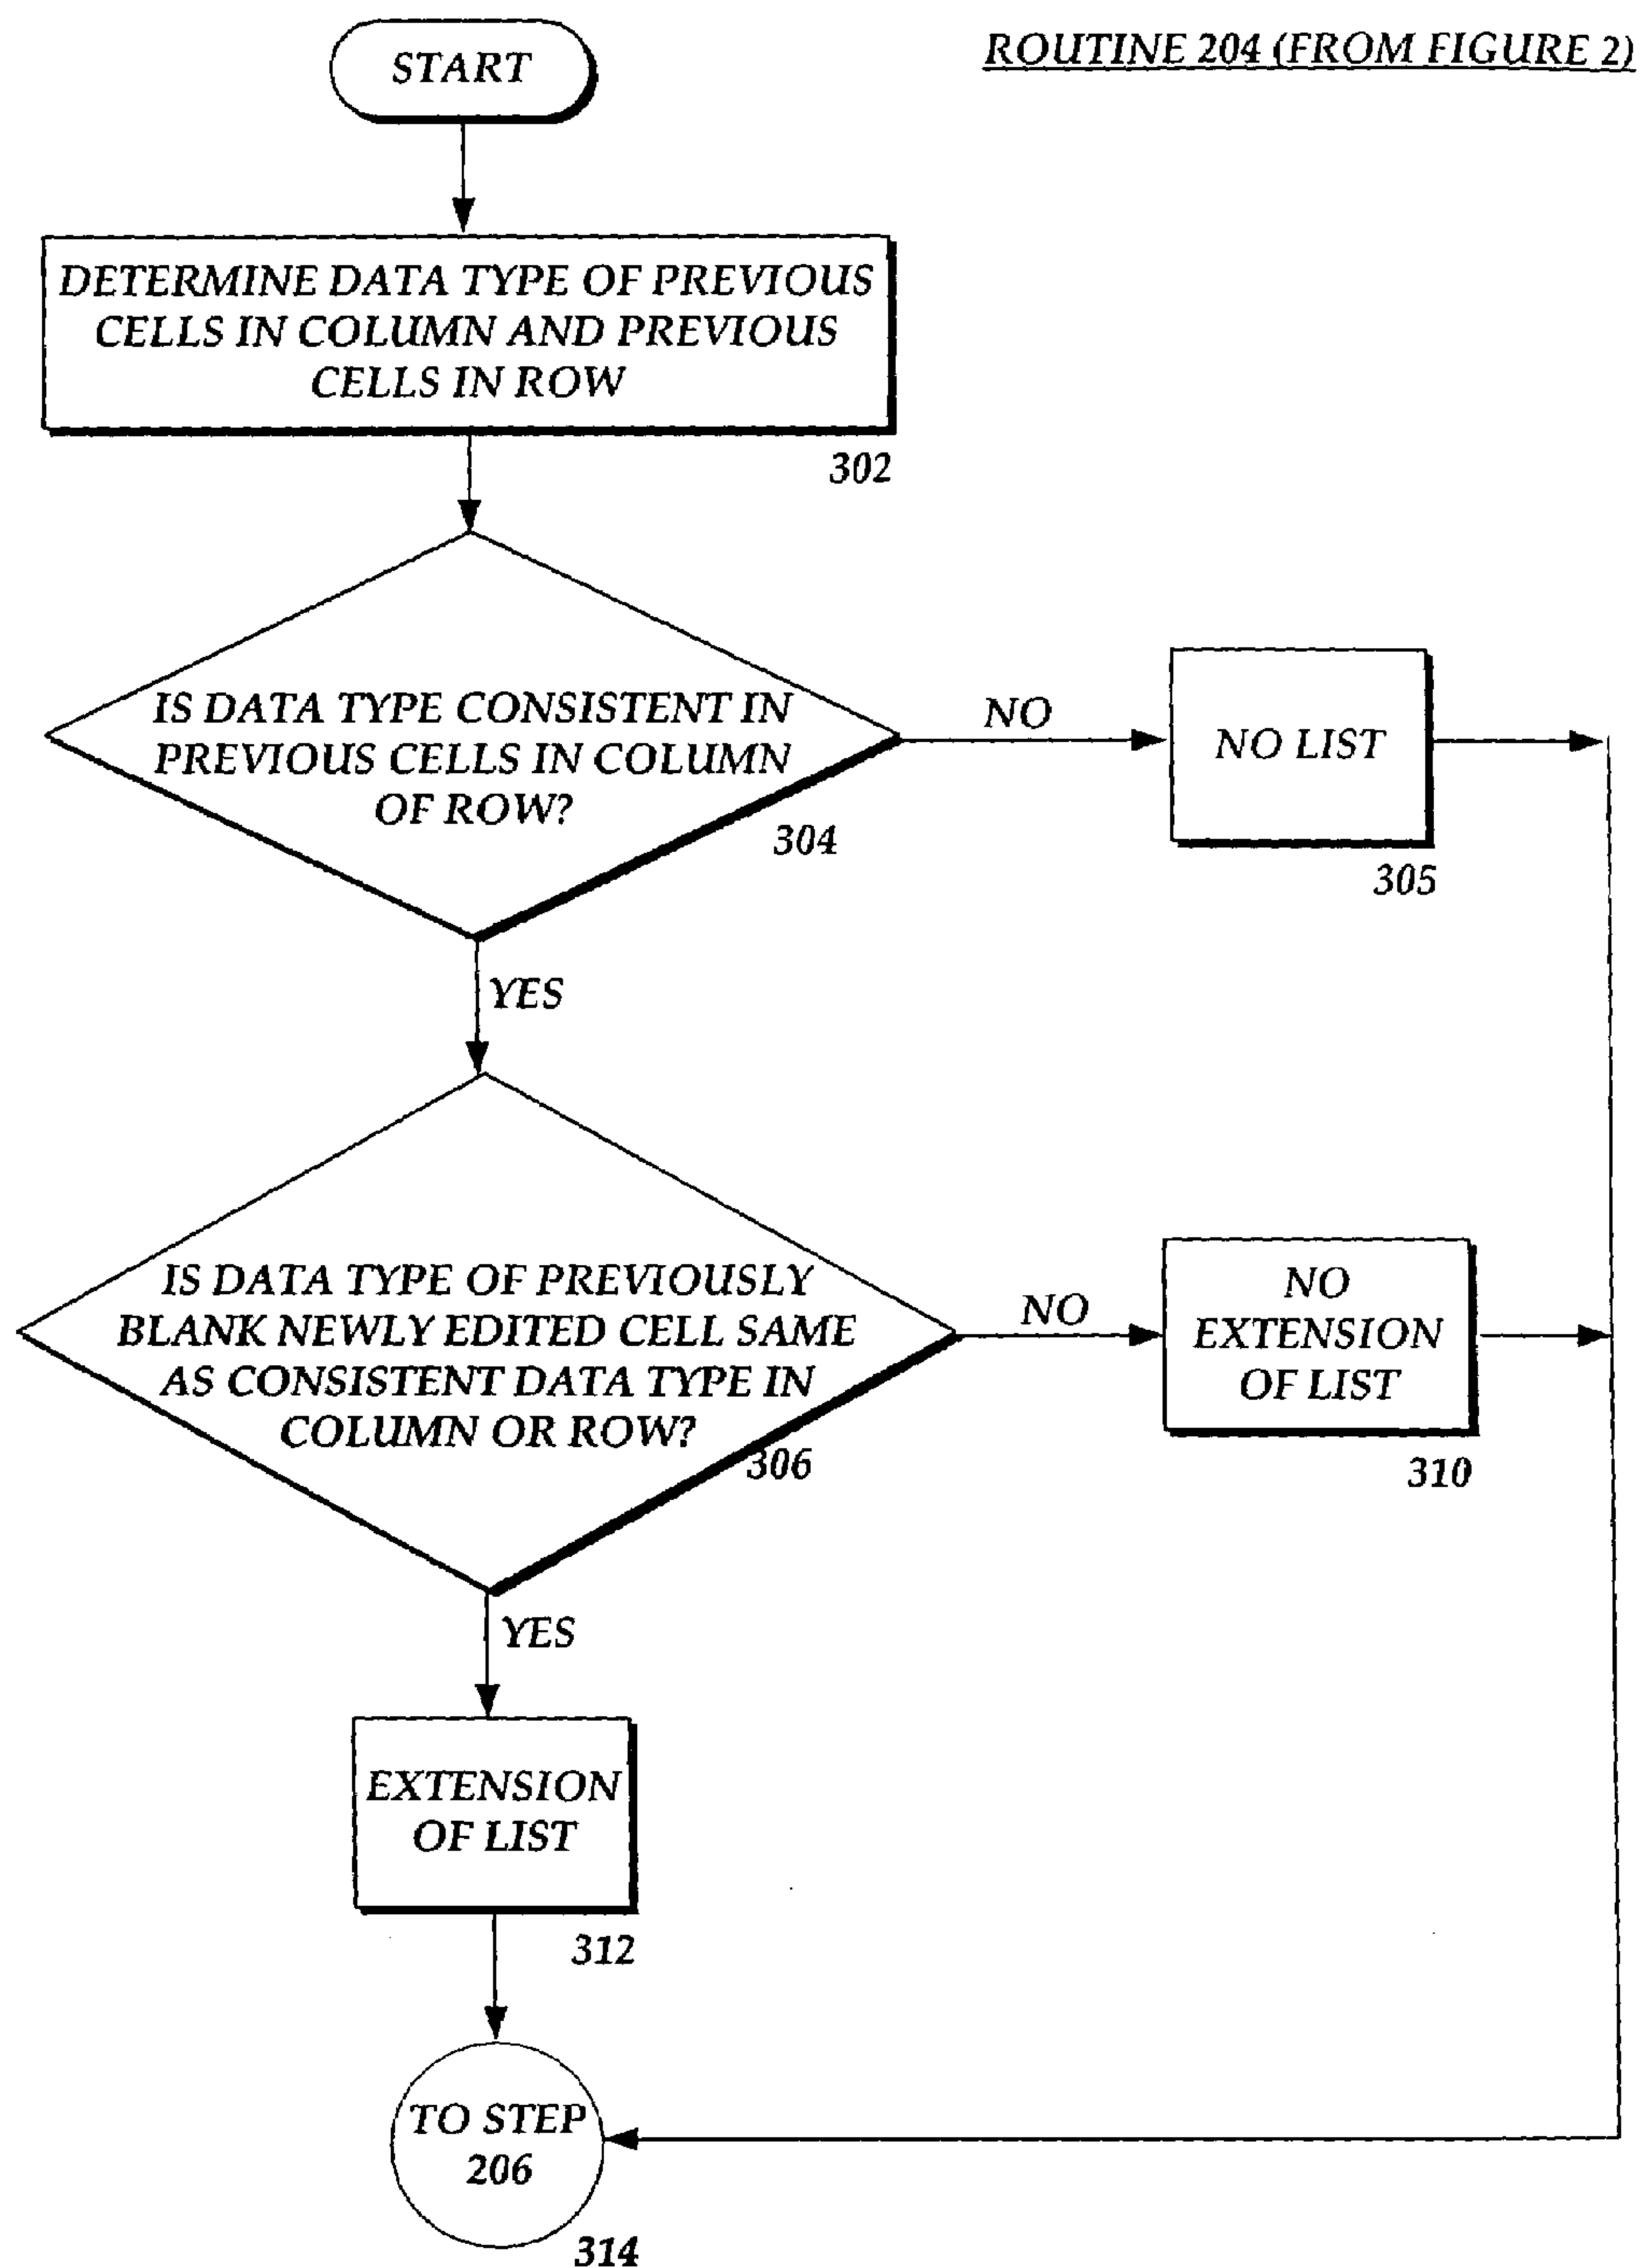 ROUTINE 204 (FROM FIGURE 2)
START
DETERMINE DATA TYPE OF PREVIOUS
CELLS IN COLUMN AND PREVIOUS
CELLS IN ROW
302
IS DATA TYPE CONSISTENT IN
PREVIOUS CELLS IN COLUMN
OF ROW?
304
NO
NO LIST
305
YES
IS DATA TYPE OF PREVIOUSLY
BLANK NEWLY EDITED CELL SAME
AS CONSISTENT DATA TYPE IN
COLUMN OR ROW?
306
NO
NO
EXTENSION
OF LIST
310
YES
EXTENSION
OF LIST
312
TO STEP
206
314